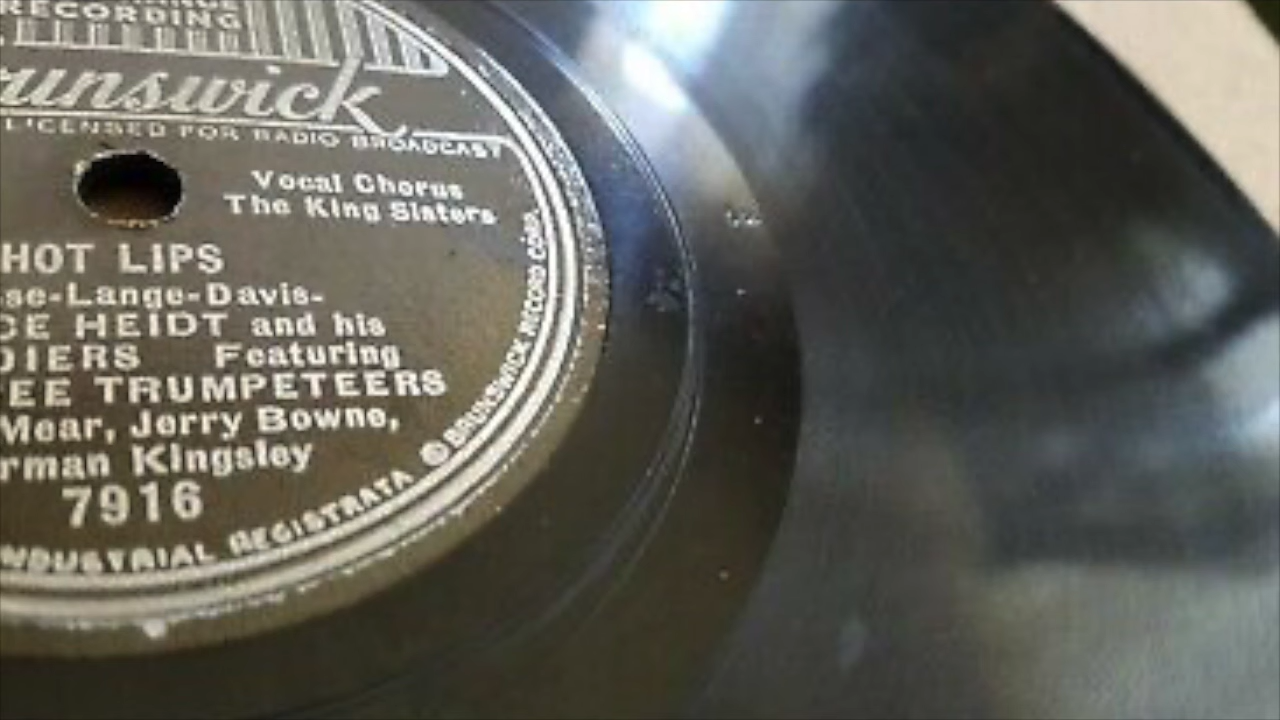 RECORDING
runswick
LICENSED FOR RADIO BROADCAST
Vocal Chorus
The King Sisters
HOT LIPS
se-Lange-Davis-
CE HEIDT and his
DIERS Featuring
EE TRUMPETEERS
Mear, Jerry Bowne,
rman Kingsley
7916
NDUSTRIAL REGISTRATA © BRUNSWICK RECORD CORP.